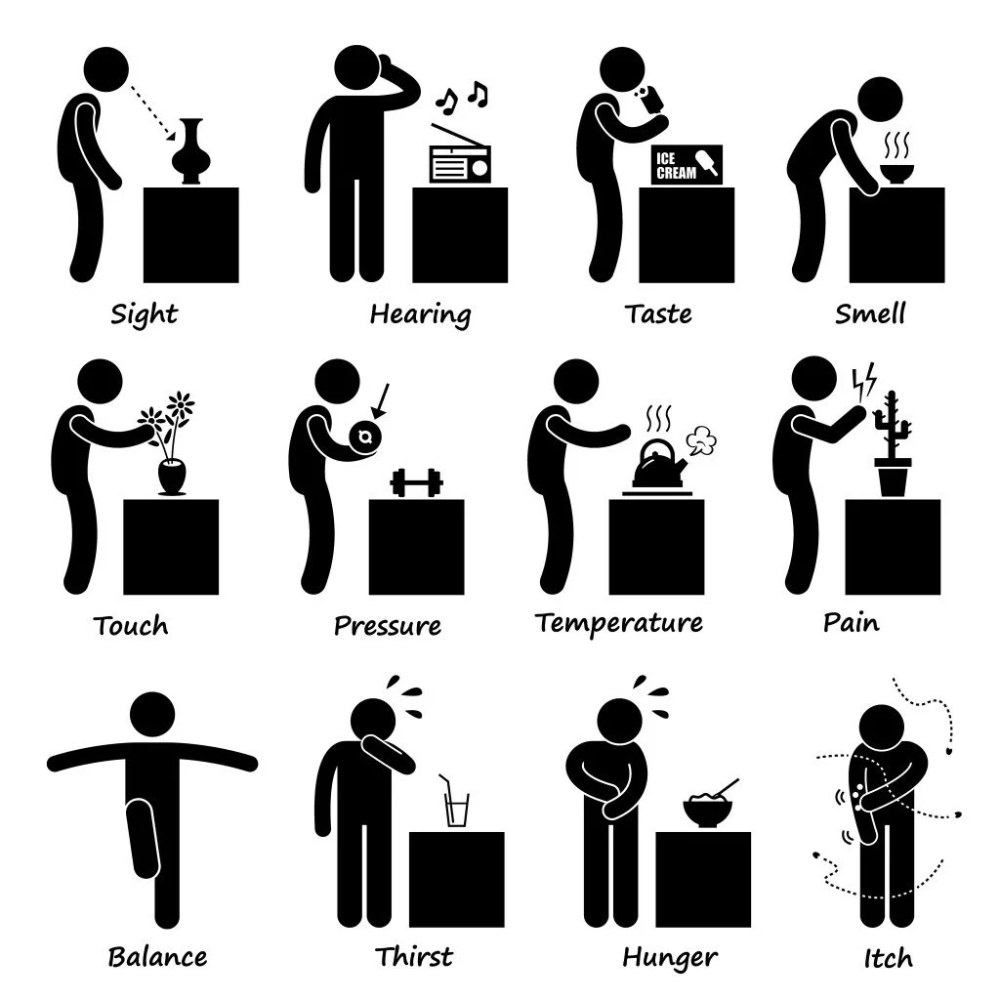 ICE
CREAM
Sight
Hearing
Taste
Smell
Touch
Pressure
Temperature
Pain
Balance
Thirst
Hunger
Itch